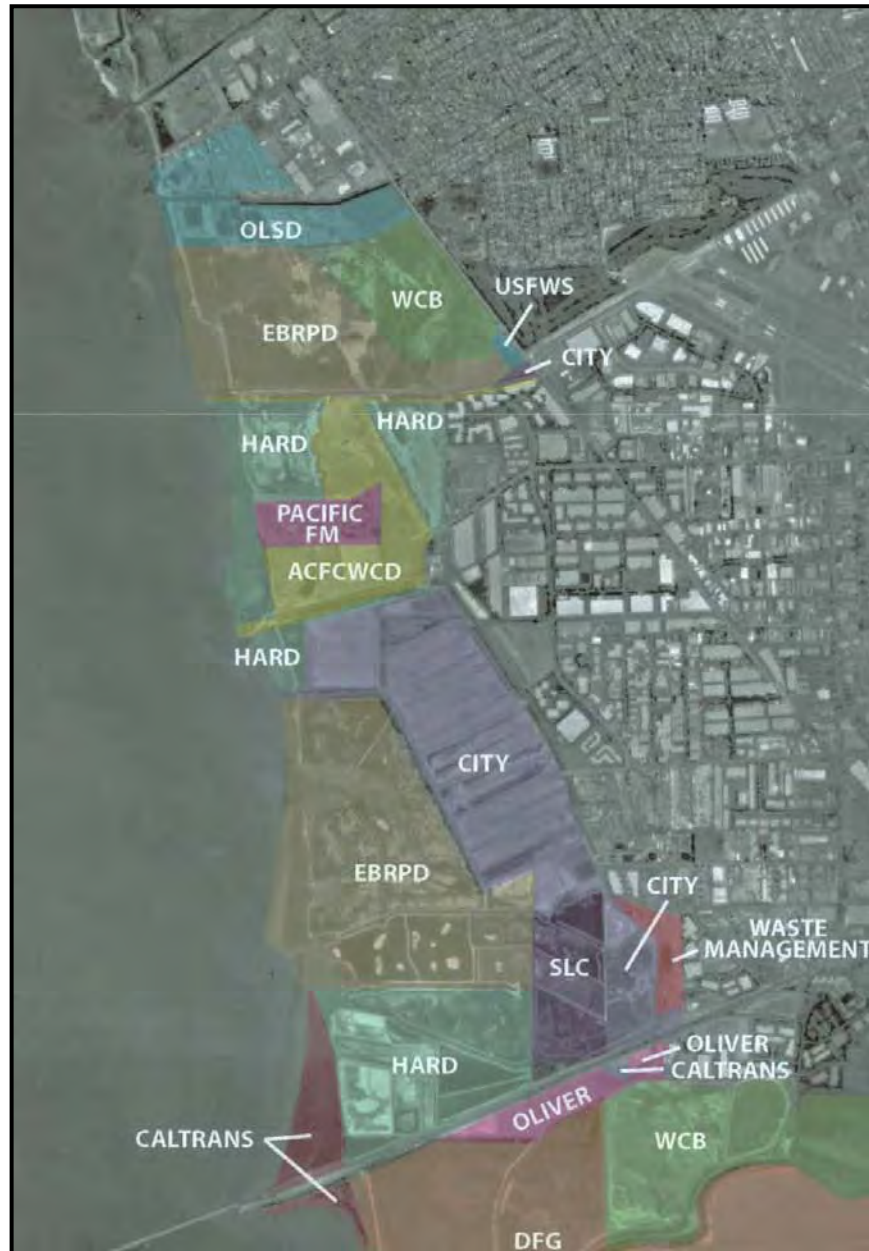 OLSD
USFWS
WCB
EBRPD
CITY
HARD
HARD
PACIFIC
FM
ACFCWCD
HARD
CITY
EBRPD
CITY
WASTE
MANAGEMENT
SLC
OLIVER
HARD
CALTRANS
OLIVER
CALTRANS
WCB
DFG